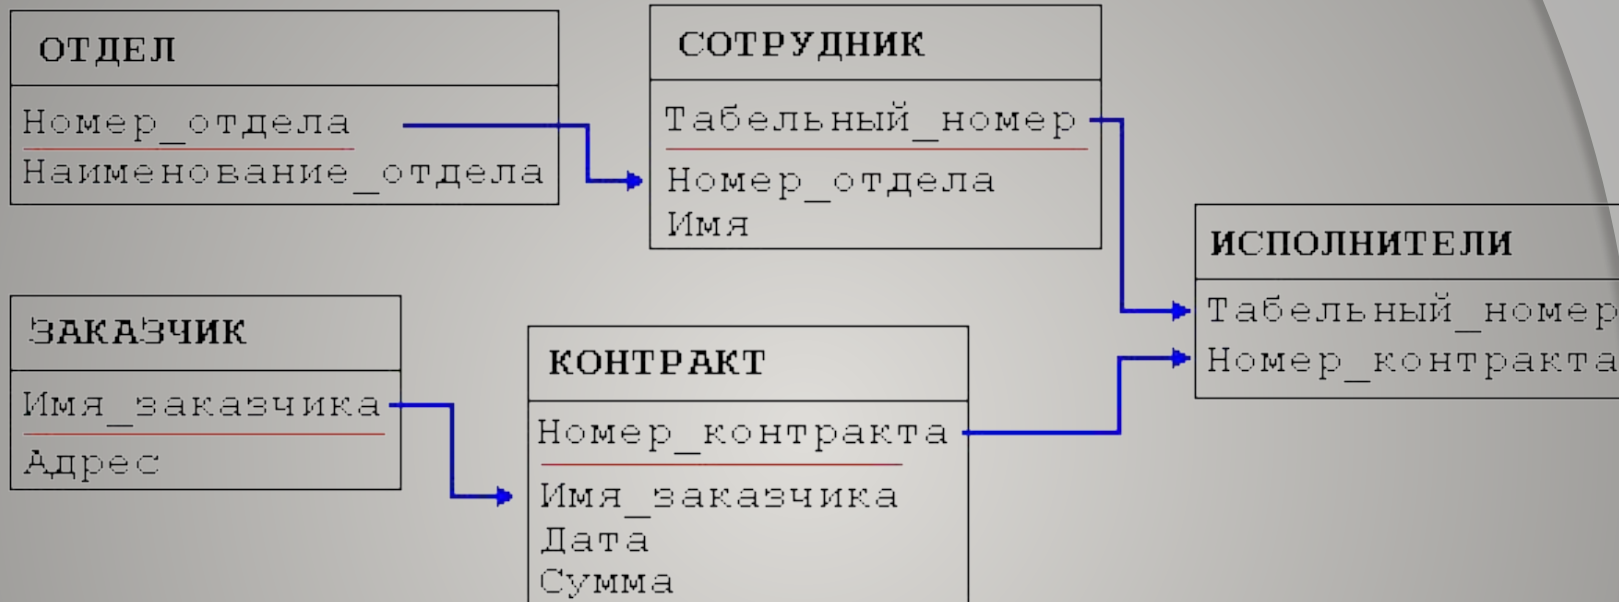 ОТДЕЛ
Номер_отдела
Наименование_отдела
СОТРУДНИК
Табельный_номер
Номер_отдела
Имя
ИСПОЛНИТЕЛИ
Табельный_номер
Номер_контракта
ЗАКАЗЧИК
Имя_заказчика
Адрес
КОНТРАКТ
Номер_контракта
Имя_заказчика
Дата
Сумма